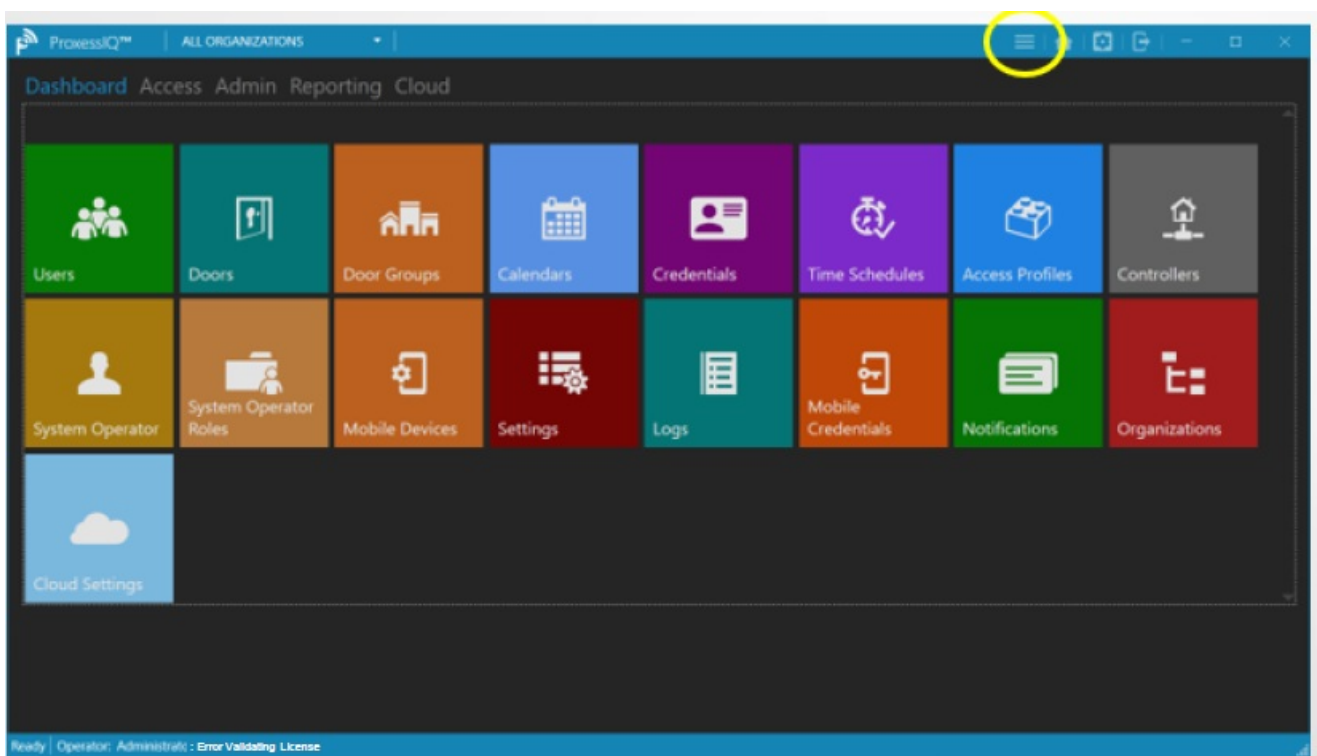 ProxessIQ™ ALL ORGANIZATIONS
Dashboard Access Admin Reporting Cloud
Users Doors Door Groups Calendars Credentials Time Schedules Access Profiles Controllers
System Operator
System Operator
Roles
Mobile Devices
Settings
Logs
Mobile
Credentials
Notifications
Organizations
Cloud Settings
Ready Operator: Administrat : Error Validating License